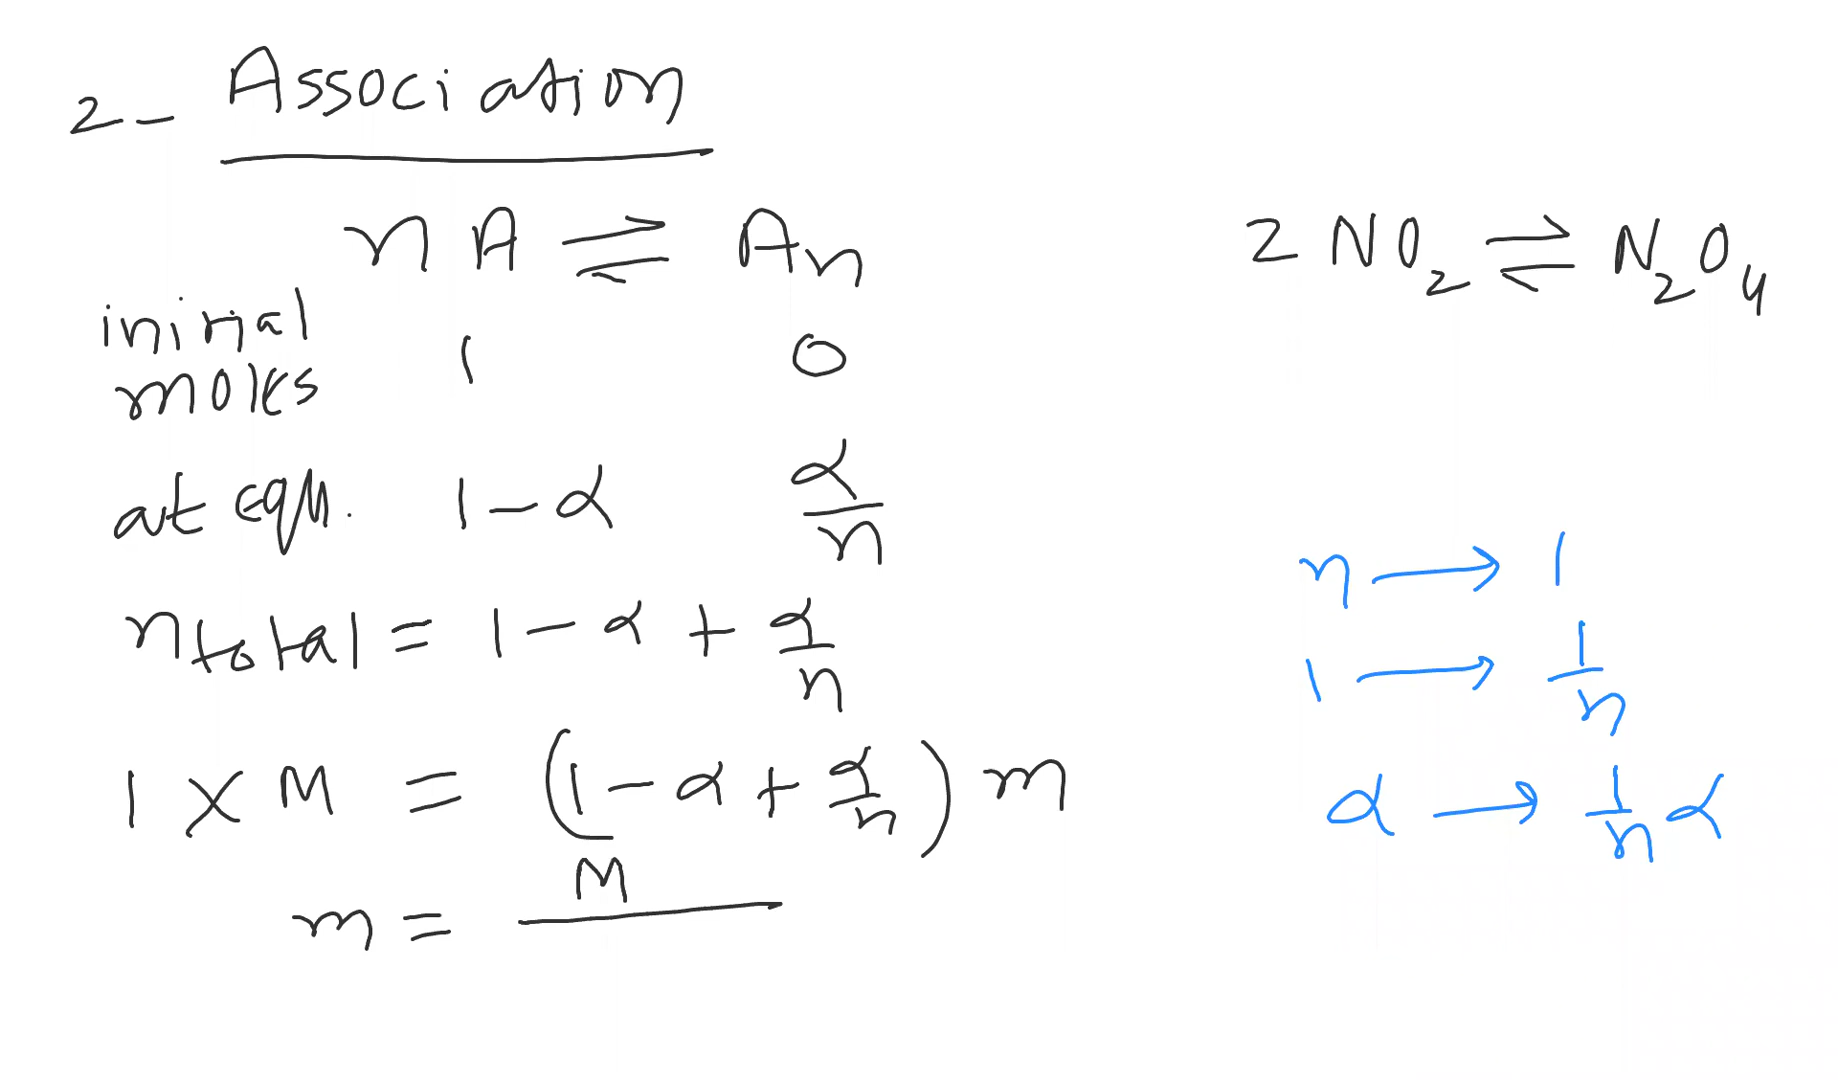 2- Association
n A ⇌ An
2 NO₂ ⇌ N₂O₄
initial 1 0
moles
at eqm. 1-α α/n
n → 1
ntotal = 1-α + α/n
1 → 1/n
1 × M = (1-α+α/n) m
α → 1/n α
m = M